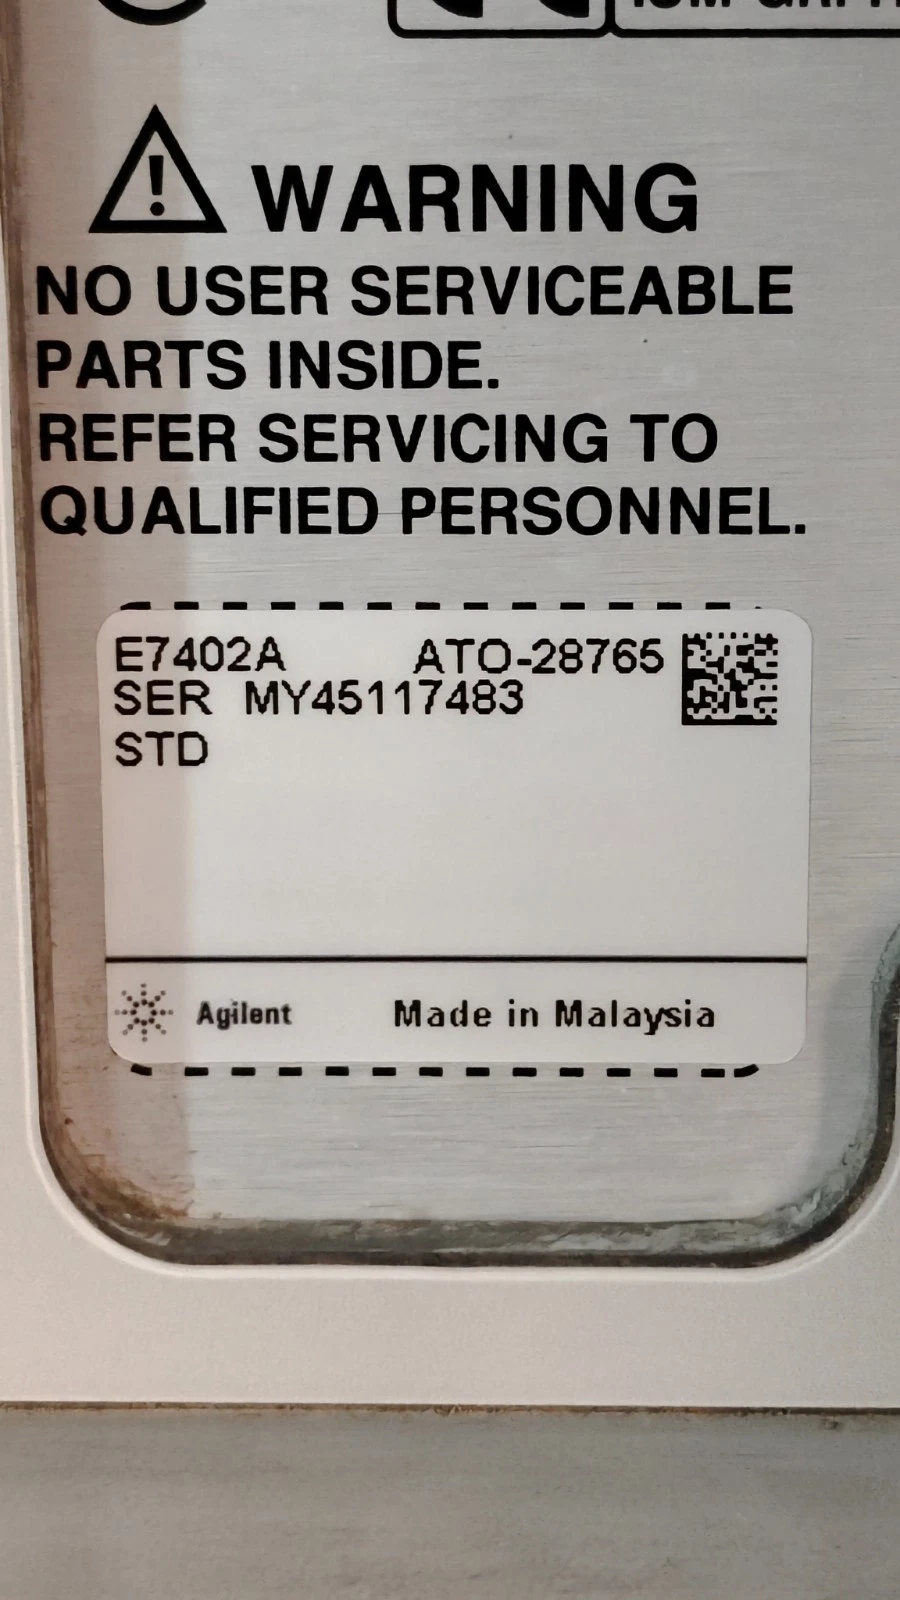 WARNING
NO USER SERVICEABLE
PARTS INSIDE.
REFER SERVICING TO
QUALIFIED PERSONNEL.
E7402A ATO-28765
SER MY45117483
STD
Agilent Made in Malaysia